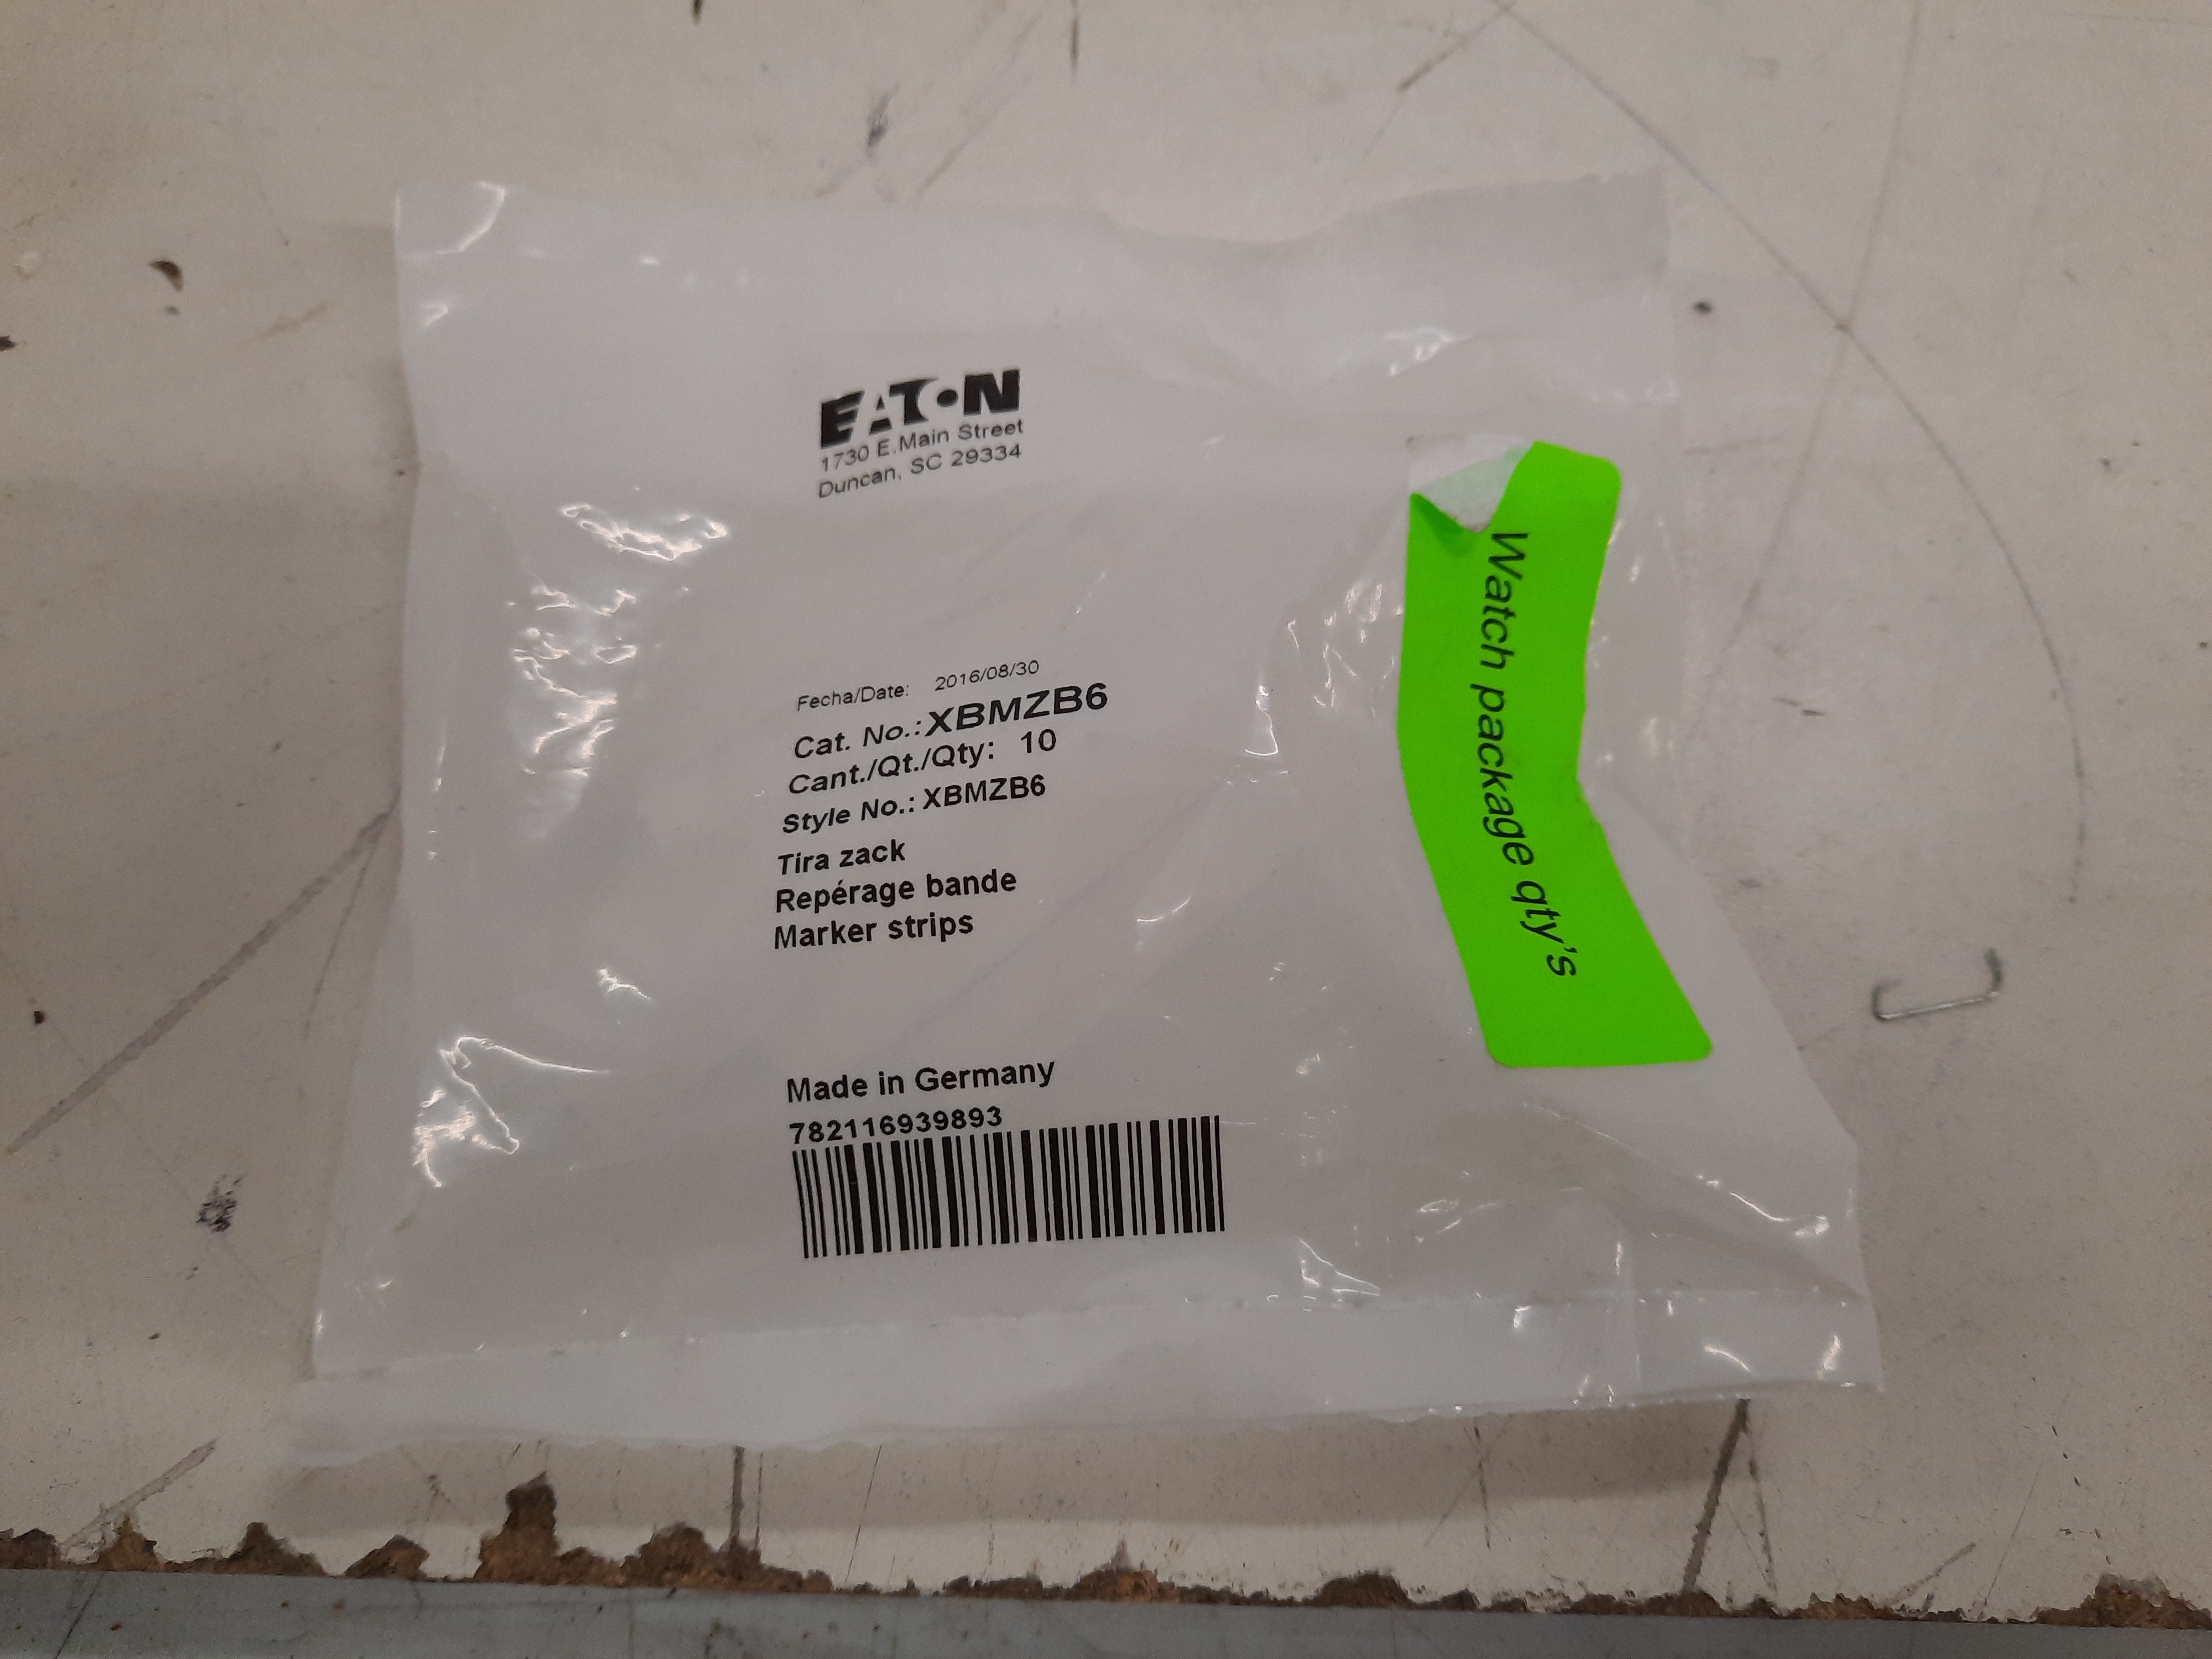 EATON
1730 E.Main Street
Duncan, SC 29334
Fecha/Date: 2016/08/30
Cat. No.: XBMZB6
Cant./Qt./Qty: 10
Style No.: XBMZB6
Tira zack
Repérage bande
Marker strips
Made in Germany
782116939893
Watch package qty's